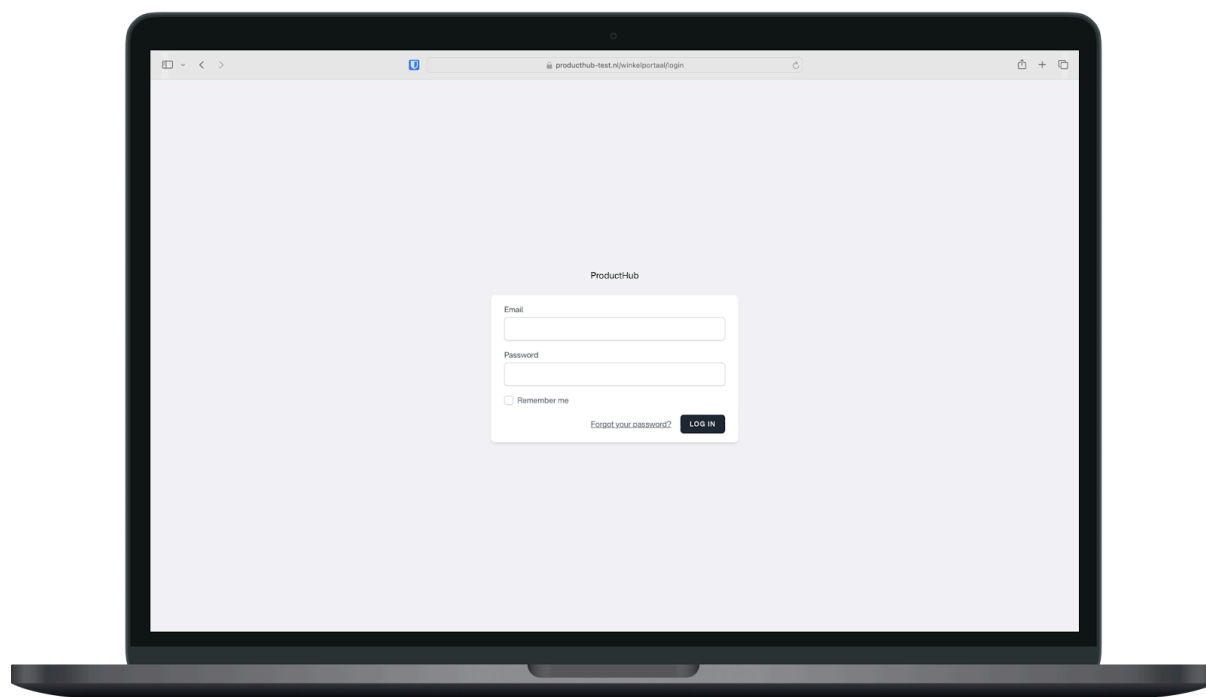 producthub-test.nl/winkelportaal/login
ProductHub
Email
Password
Remember me
Forgot your password? LOG IN